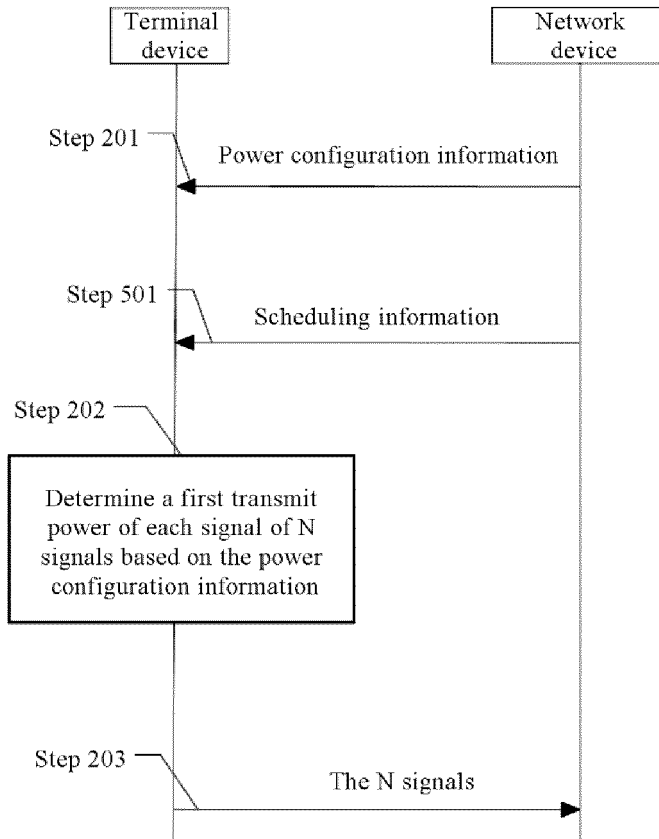 Terminal
device
Network
device
Step 201
Power configuration information
Step 501
Scheduling information
Step 202
Determine a first transmit
power of each signal of N
signals based on the power
configuration information
Step 203
The N signals